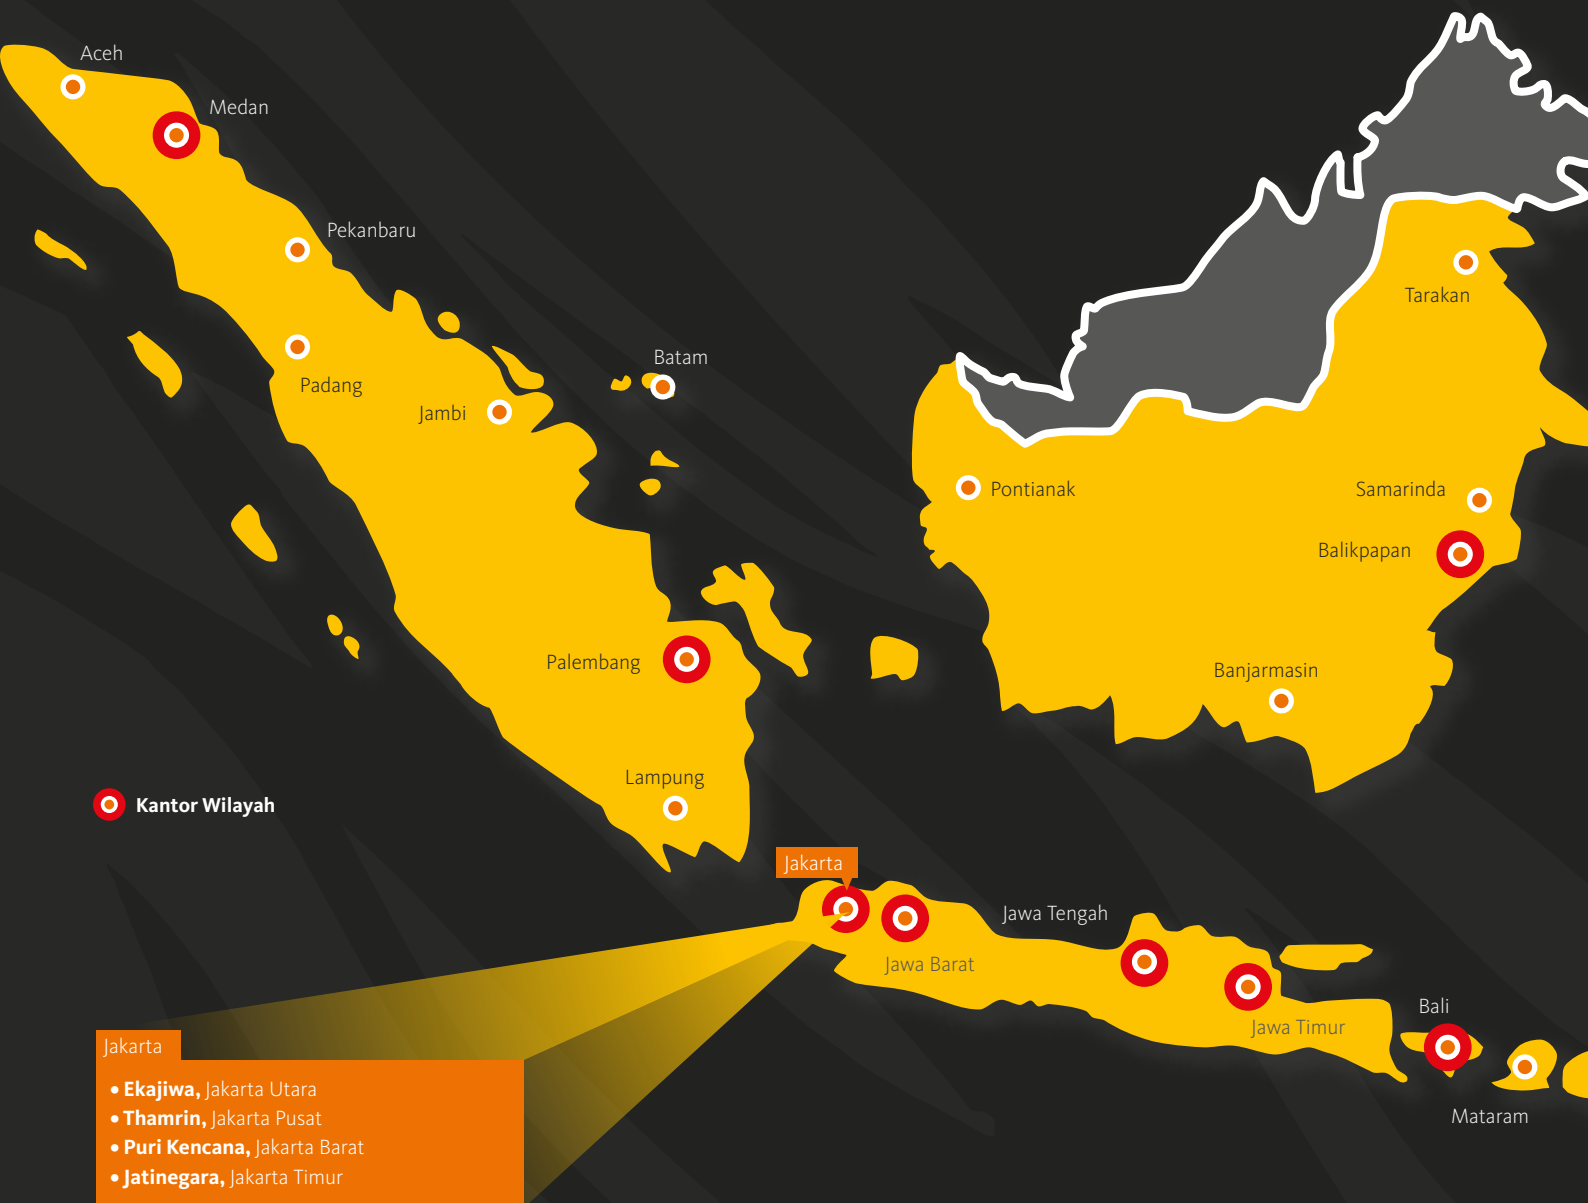 Aceh
Medan
Pekanbaru
Padang
Jambi
Batam
Tarakan
Pontianak
Samarinda
Balikpapan
Palembang
Banjarmasin
Lampung
Kantor Wilayah
Jakarta
Jawa Tengah
Jawa Barat
Jawa Timur
Bali
Mataram
Jakarta
• Ekajiwa, Jakarta Utara
• Thamrin, Jakarta Pusat
• Puri Kencana, Jakarta Barat
• Jatinegara, Jakarta Timur